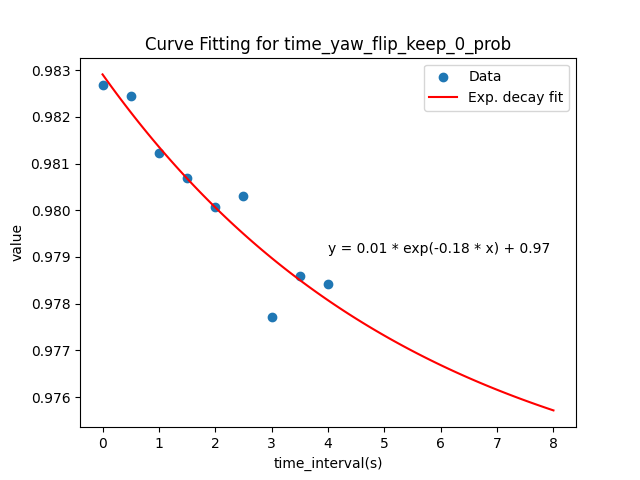 Curve Fitting for time_yaw_flip_keep_0_prob
0.983
0.982
0.981
0.980
0.979
0.978
0.977
0.976
value
Data
Exp. decay fit
y = 0.01 * exp(-0.18 * x) + 0.97
0 1 2 3 4 5 6 7 8
time_interval(s)